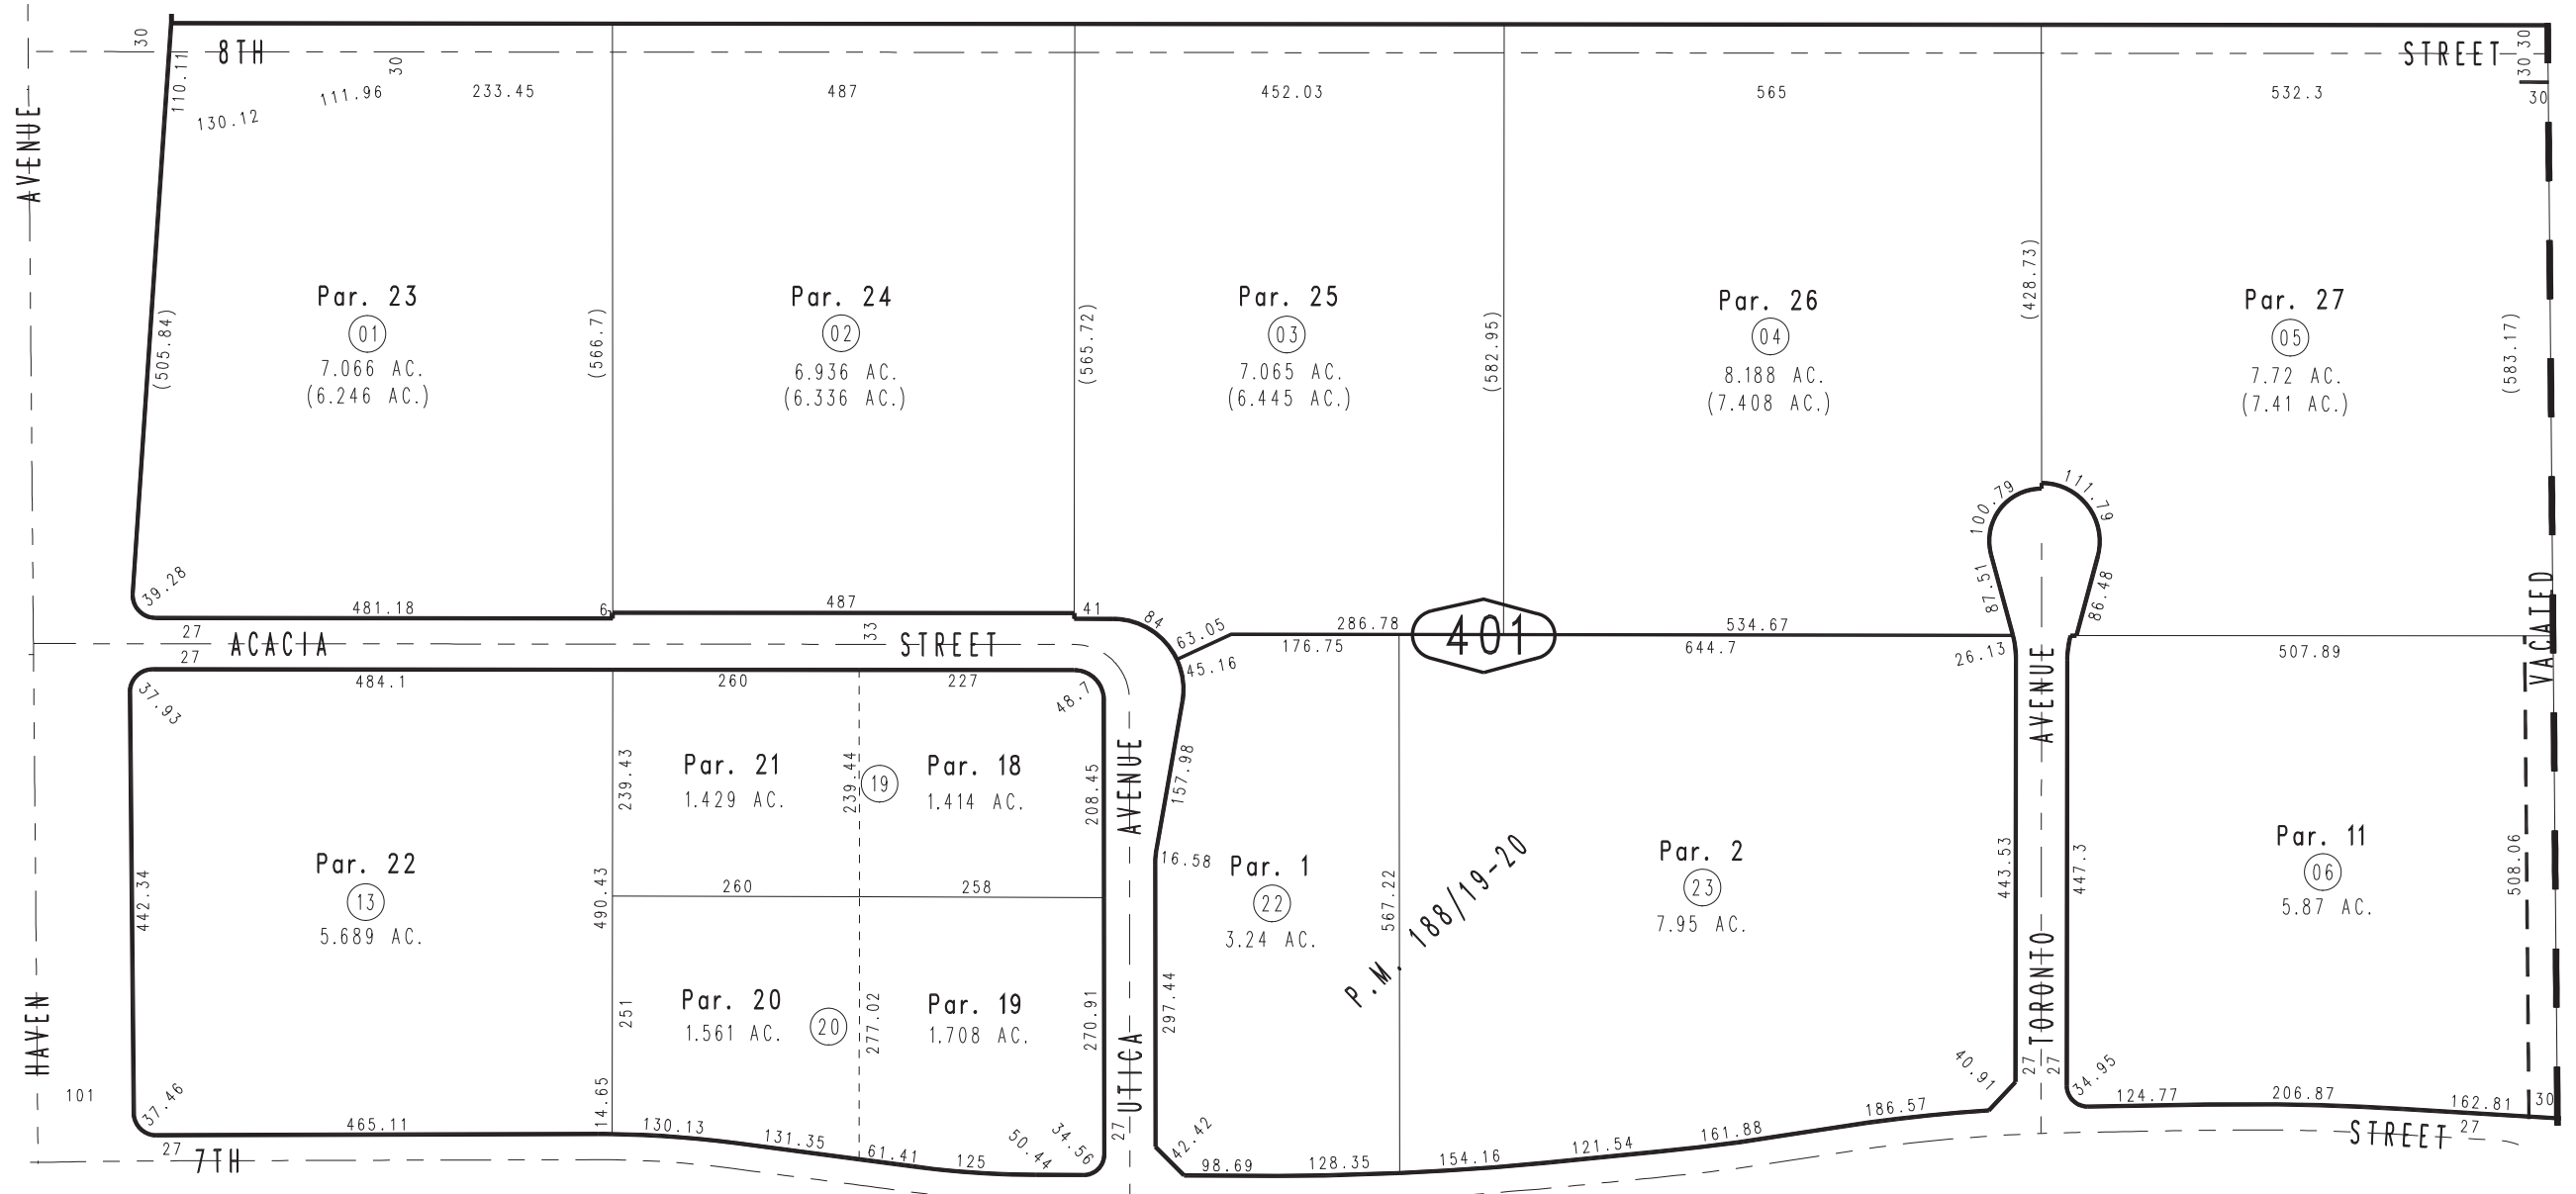 30
8TH
STREET
30
30
30
30
110.11
130.12
111.96
233.45
487
452.03
565
532.3
AVENUE
Par. 23
01
7.066 AC.
(6.246 AC.)
(505.84)
(566.7)
Par. 24
02
6.936 AC.
(6.336 AC.)
(565.72)
Par. 25
03
7.065 AC.
(6.445 AC.)
(582.95)
Par. 26
04
8.188 AC.
(7.408 AC.)
(428.73)
Par. 27
05
7.72 AC.
(7.41 AC.)
(583.17)
100.79
111.79
87.51
86.48
39.28
481.18
6
487
41
84
63.05
286.78
401
534.67
27
ACACIA
33
STREET
27
45.16
176.75
644.7
26.13
507.89
VACATED
37.93
484.1
260
227
48.7
239.43
Par. 21
1.429 AC.
239.44
19
Par. 18
1.414 AC.
208.45
AVENUE
157.98
AVENUE
442.34
Par. 22
13
5.689 AC.
490.43
260
258
16.58
Par. 1
22
3.24 AC.
567.22
P.M. 188/19-20
Par. 2
23
7.95 AC.
443.53
447.3
Par. 11
06
5.87 AC.
508.06
HAVEN
101
251
Par. 20
1.561 AC.
20
277.02
Par. 19
1.708 AC.
270.91
297.44
UTICA
27
TORONTO
27
27
37.46
465.11
14.65
130.13
131.35
61.41
125
50.44
34.56
42.42
98.69
128.35
154.16
121.54
161.88
186.57
40.91
34.95
124.77
206.87
162.81
30
27
7TH
STREET
27